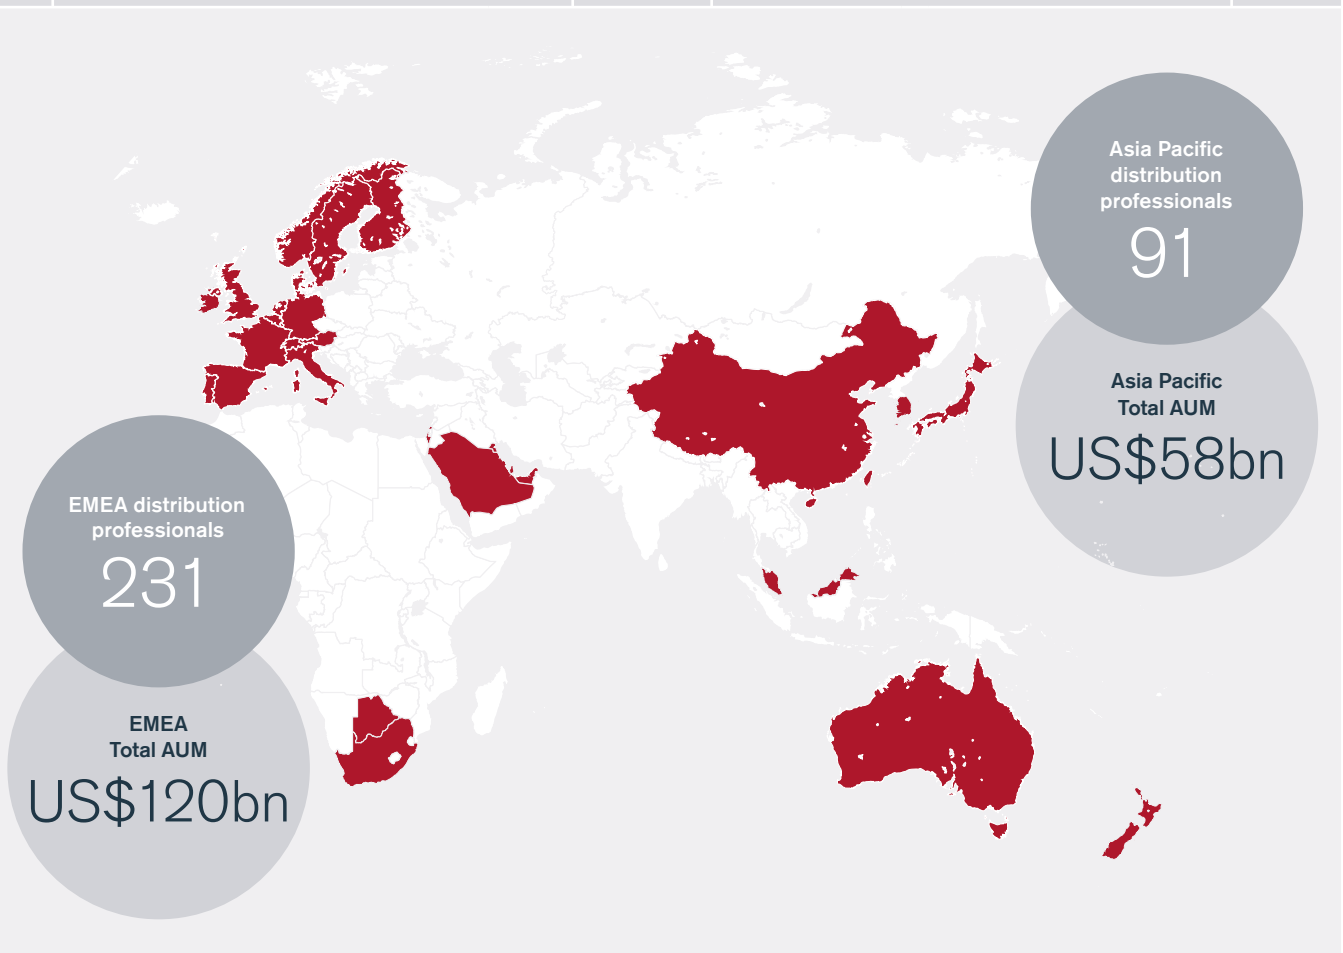 Asia Pacific
distribution
professionals
91
Asia Pacific
Total AUM
US$58bn
EMEA distribution
professionals
231
EMEA
Total AUM
US$120bn